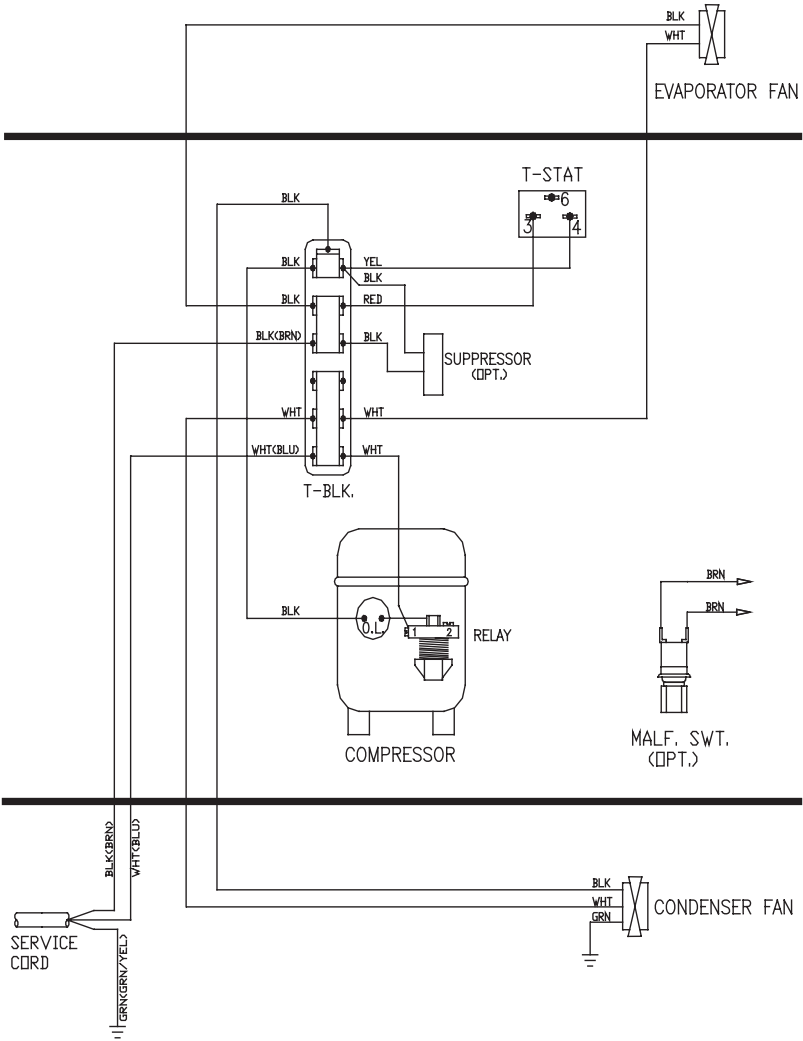 BLK
WHT
EVAPORATOR FAN
T-STAT
6
3
4
BLK
BLK
YEL
BLK
BLK
RED
BLK(BRN)
BLK
SUPPRESSOR
(OPT.)
WHT
WHT
WHT(BLU)
WHT
T-BLK.
BLK
O.L.
1
2
RELAY
COMPRESSOR
BRN
BRN
MALF. SWT.
(OPT.)
BLK(BRN)
WHT(BLU)
BLK
WHT
GRN
CONDENSER FAN
SERVICE
CORD
GRN(GRN/YEL)